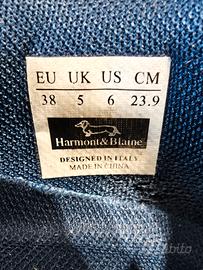 EU UK US CM
38 5 6 23.9
Harmont&Blaine
DESIGNED IN ITALY
MADE IN CHINA